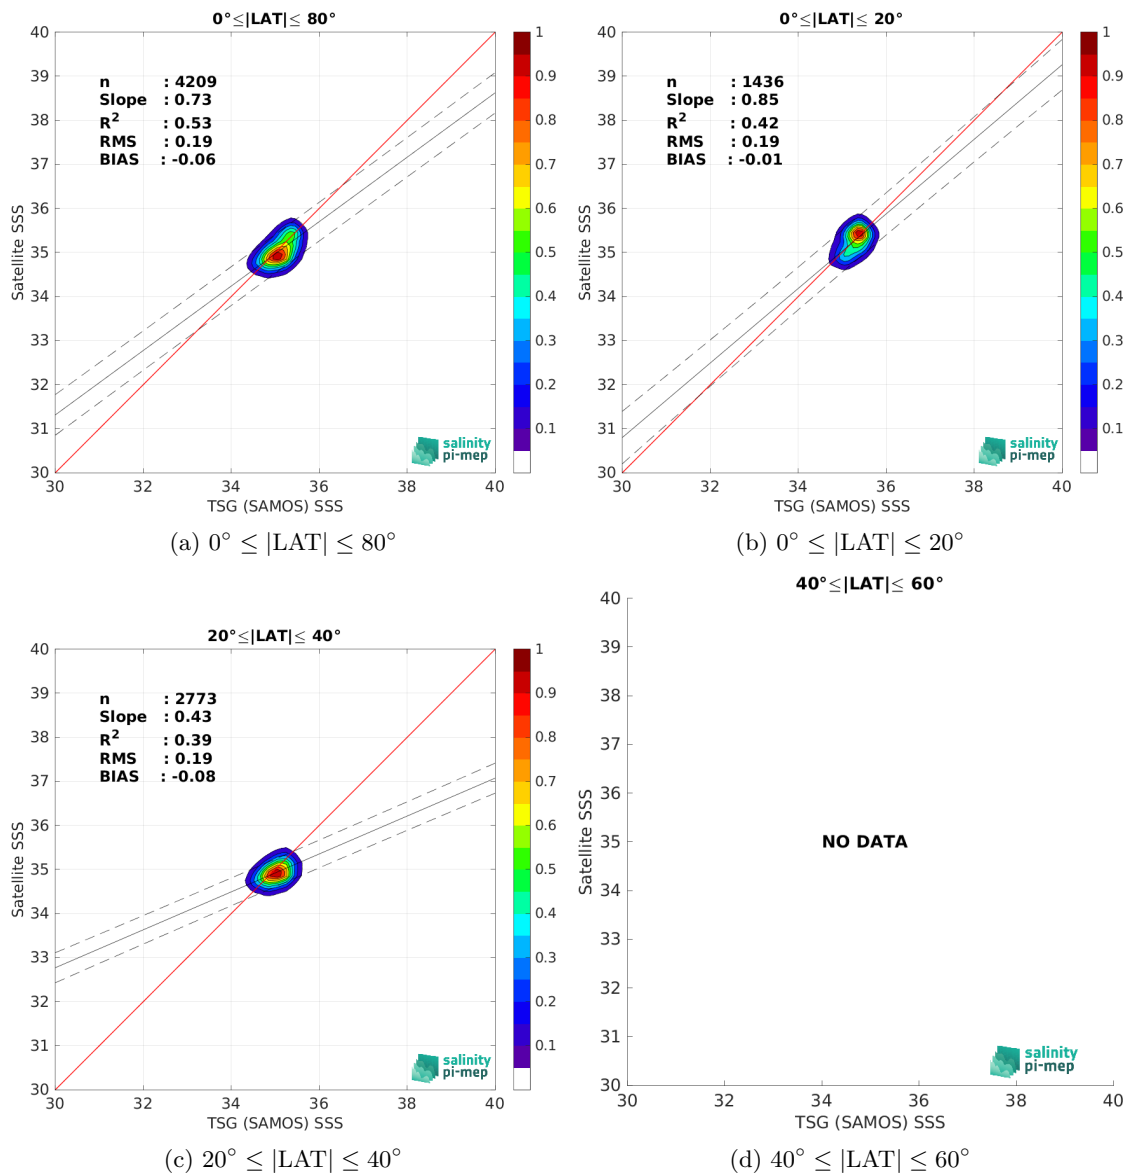 0°≤|LAT|≤ 80°
n : 4209
Slope : 0.73
R² : 0.53
RMS : 0.19
BIAS : -0.06
40
39
38
37
36
35
34
33
32
31
30
Satellite SSS
30 32 34 36 38 40
TSG (SAMOS) SSS
1
0.9
0.8
0.7
0.6
0.5
0.4
0.3
0.2
0.1
salinity
pi-mep
(a) 0° ≤ |LAT| ≤ 80°
0°≤|LAT|≤ 20°
n : 1436
Slope : 0.85
R² : 0.42
RMS : 0.19
BIAS : -0.01
40
39
38
37
36
35
34
33
32
31
30
Satellite SSS
30 32 34 36 38 40
TSG (SAMOS) SSS
1
0.9
0.8
0.7
0.6
0.5
0.4
0.3
0.2
0.1
salinity
pi-mep
(b) 0° ≤ |LAT| ≤ 20°
20°≤|LAT|≤ 40°
n : 2773
Slope : 0.43
R² : 0.39
RMS : 0.19
BIAS : -0.08
40
39
38
37
36
35
34
33
32
31
30
Satellite SSS
30 32 34 36 38 40
TSG (SAMOS) SSS
1
0.9
0.8
0.7
0.6
0.5
0.4
0.3
0.2
0.1
salinity
pi-mep
(c) 20° ≤ |LAT| ≤ 40°
40°≤|LAT|≤ 60°
40
39
38
37
36
35
34
33
32
31
30
Satellite SSS
NO DATA
30 32 34 36 38 40
TSG (SAMOS) SSS
salinity
pi-mep
(d) 40° ≤ |LAT| ≤ 60°